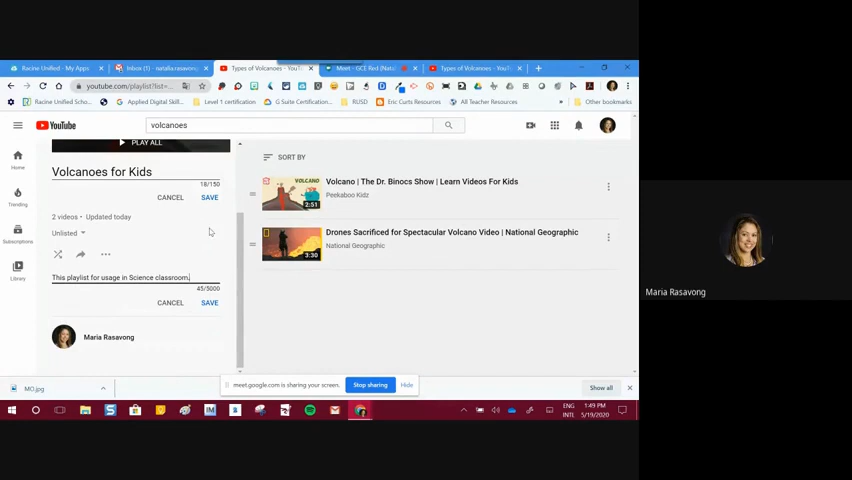 Racine Unified - My Apps
Inbox (1) - natalia.rasavong
Types of Volcanoes - YouT
Meet - GCE Red (Nata
Types of Volcanoes - YouT
youtube.com/playlist?list=
Racine Unified Scho
Applied Digital Skill...
Level 1 certification
G Suite Certification...
RUSD
Eric Curts Resources
All Teacher Resources
Other bookmarks
YouTube
volcanoes
PLAY ALL
SORT BY
Home
Volcanoes for Kids
18/150
CANCEL SAVE
Volcano | The Dr. Binocs Show | Learn Videos For Kids
Peekaboo Kidz
2:51
Trending
2 videos • Updated today
Unlisted
Subscriptions
Drones Sacrificed for Spectacular Volcano Video | National Geographic
National Geographic
3:30
Library
This playlist for usage in Science classroom.
45/5000
CANCEL SAVE
Maria Rasavong
Maria Rasavong
MO.jpg
meet.google.com is sharing your screen.
Stop sharing
Hide
Show all
ENG
INTL
1:49 PM
5/19/2020